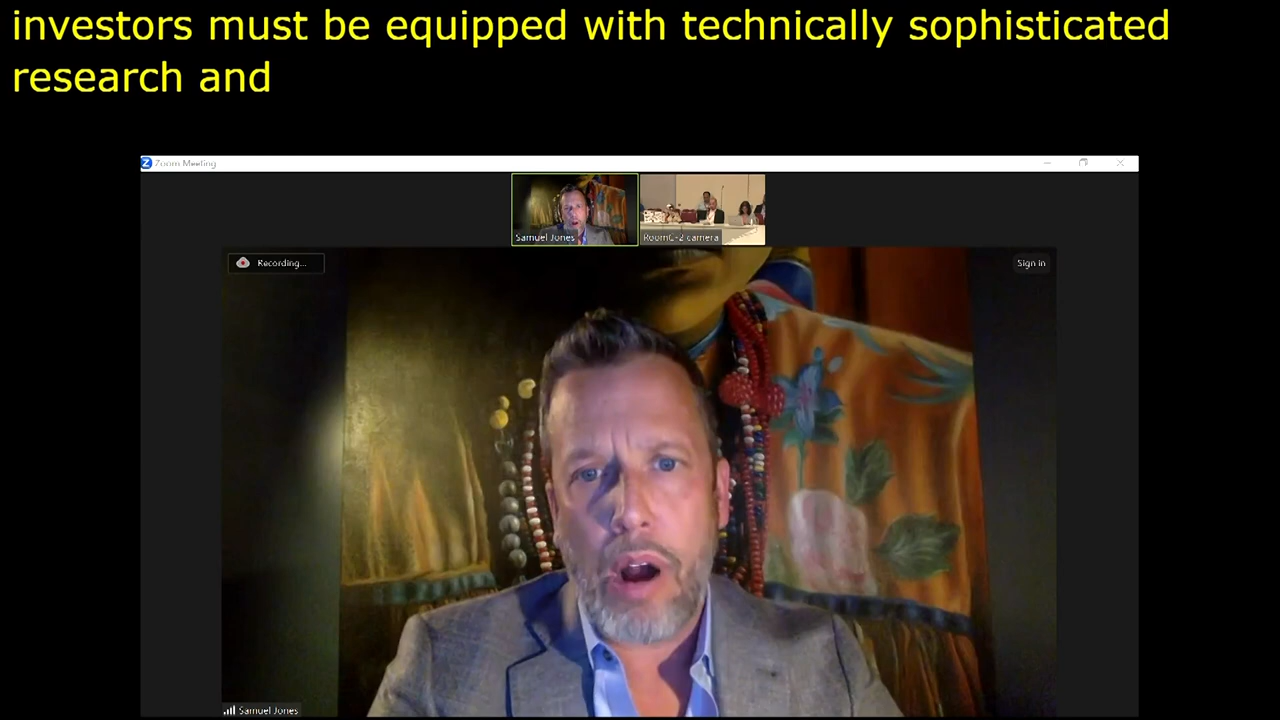 investors must be equipped with technically sophisticated
research and
Zoom Meeting
Samuel Jones
RoomC-2 camera
Recording...
Sign in
Samuel Jones